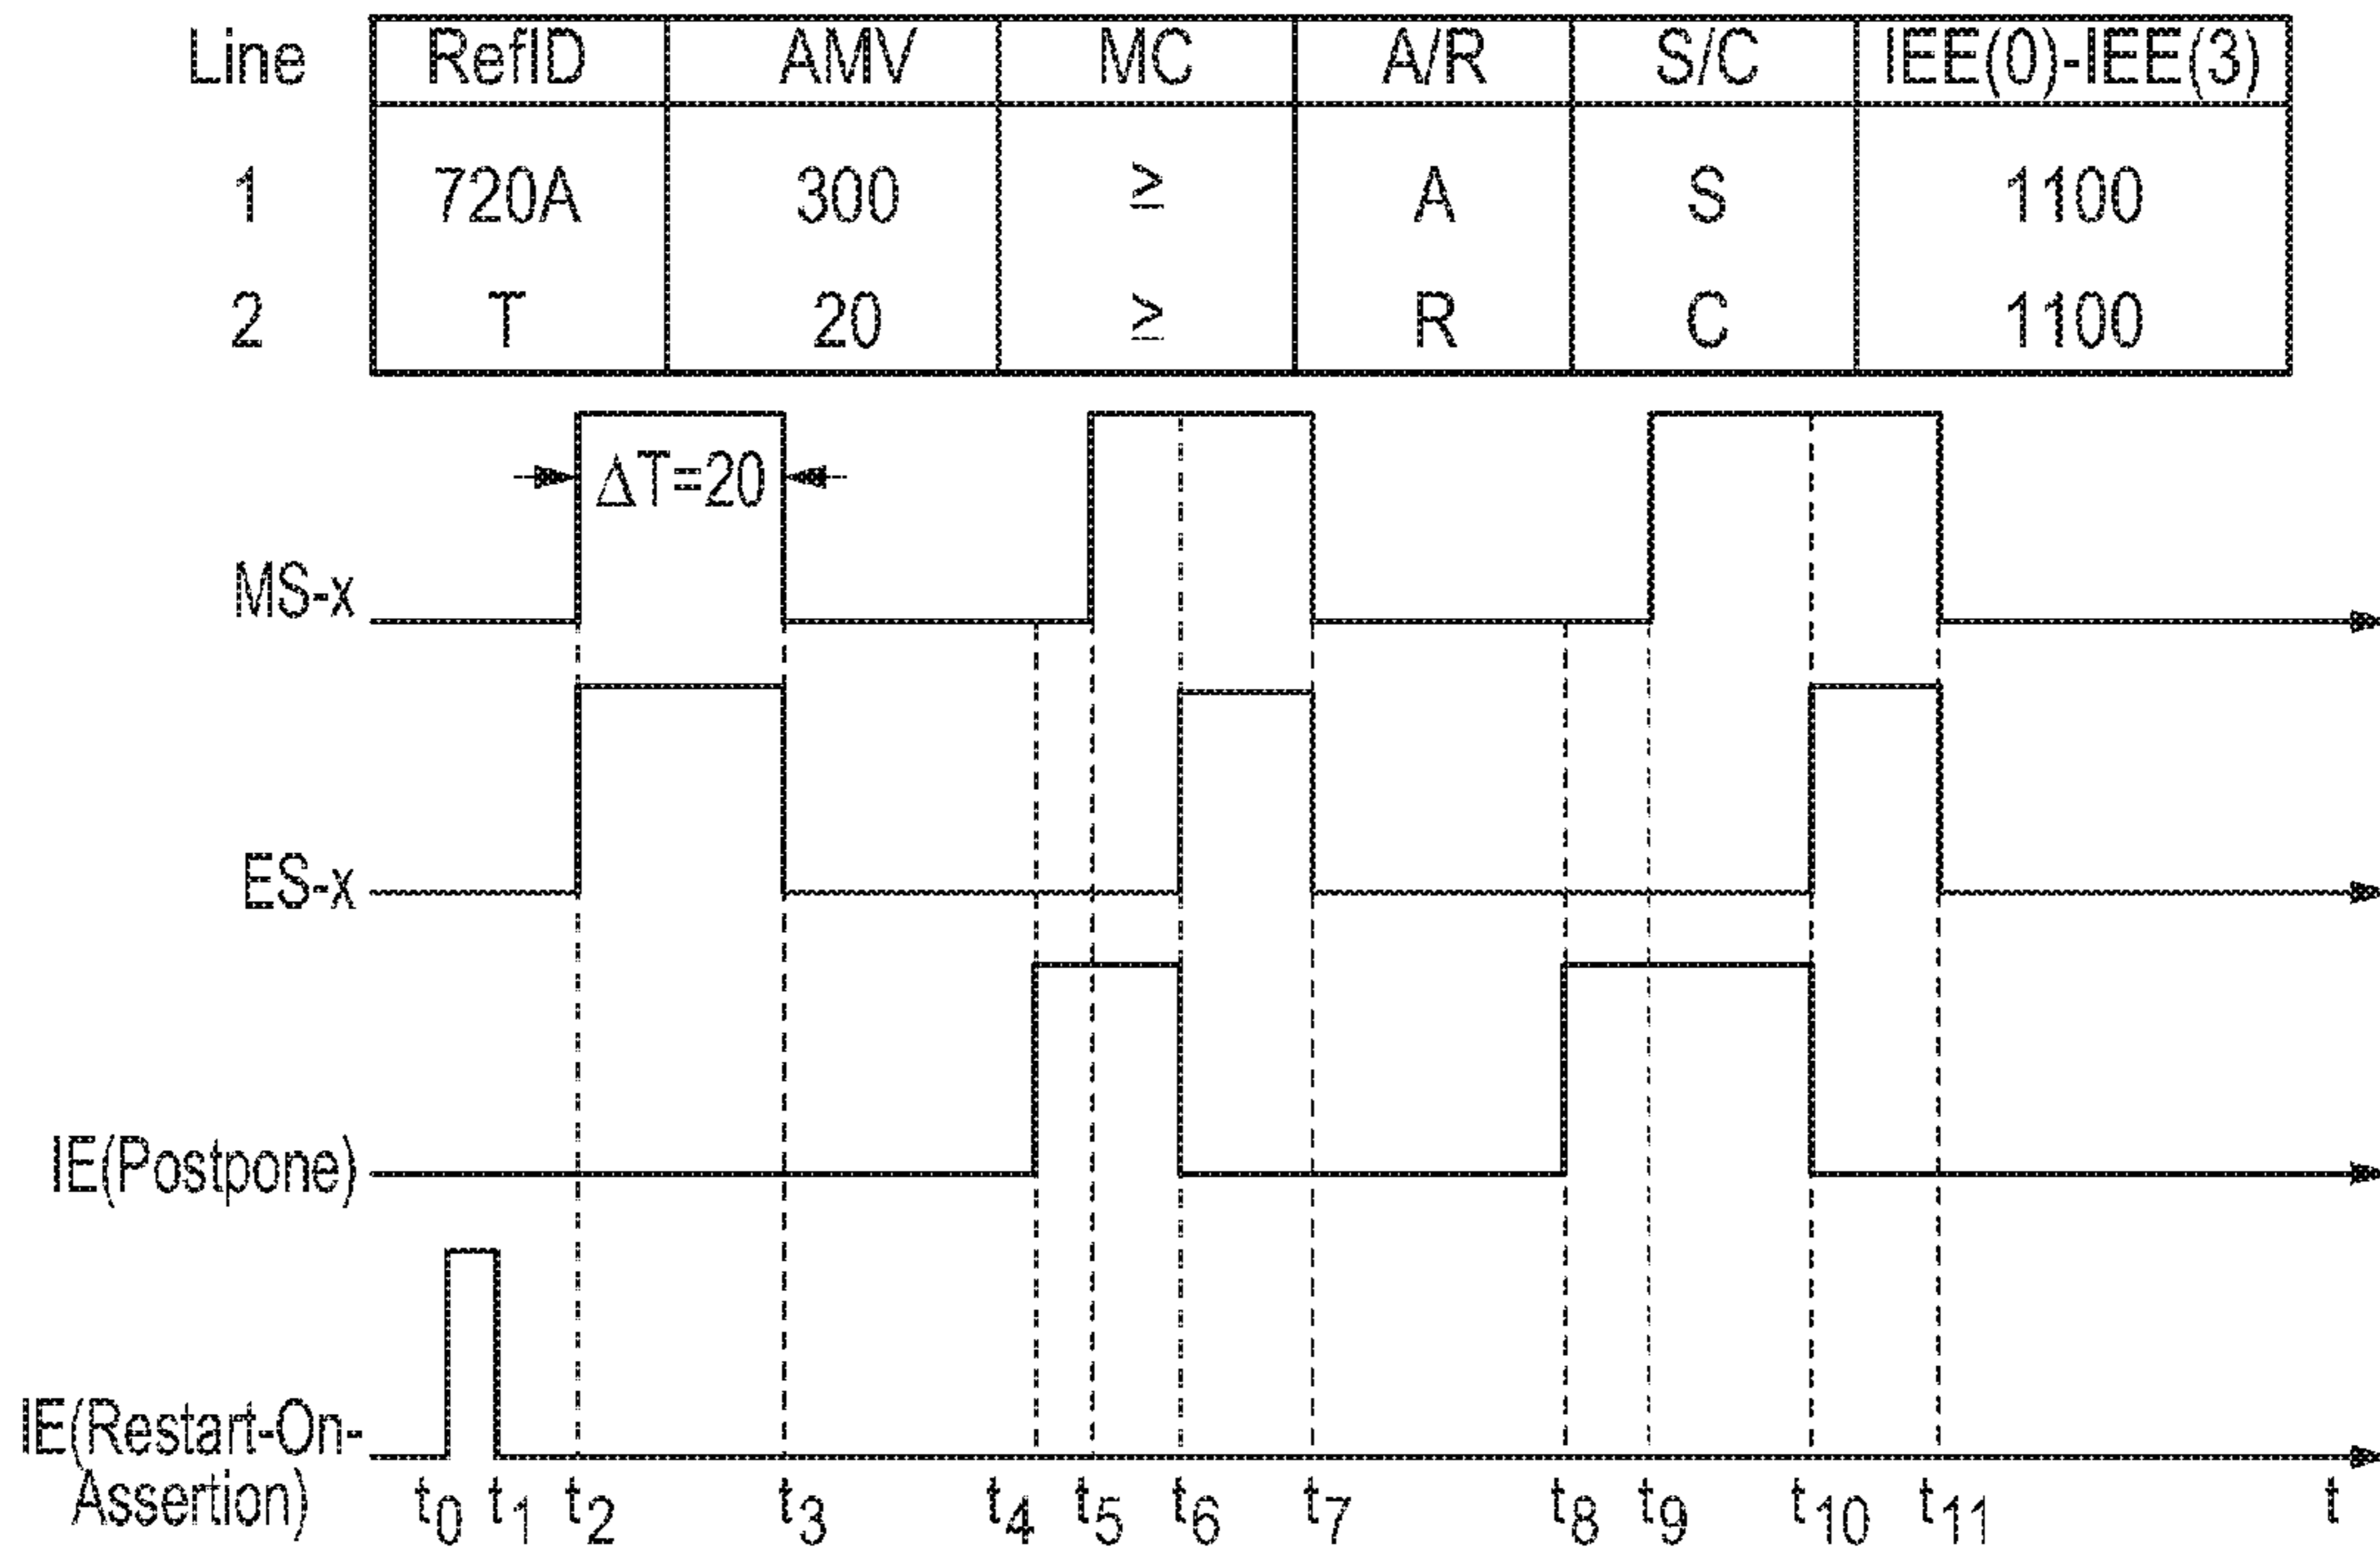 Line RefID AMV MC A/R S/C IEE(0)-IEE(3)
1 720A 300 ≥ A S 1100
2 T 20 ≥ R C 1100
ΔT=20
MS-x
ES-x
IE(Postpone)
IE(Restart-On-
Assertion)
t0 t1 t2 t3 t4 t5 t6 t7 t8 t9 t10 t11 t